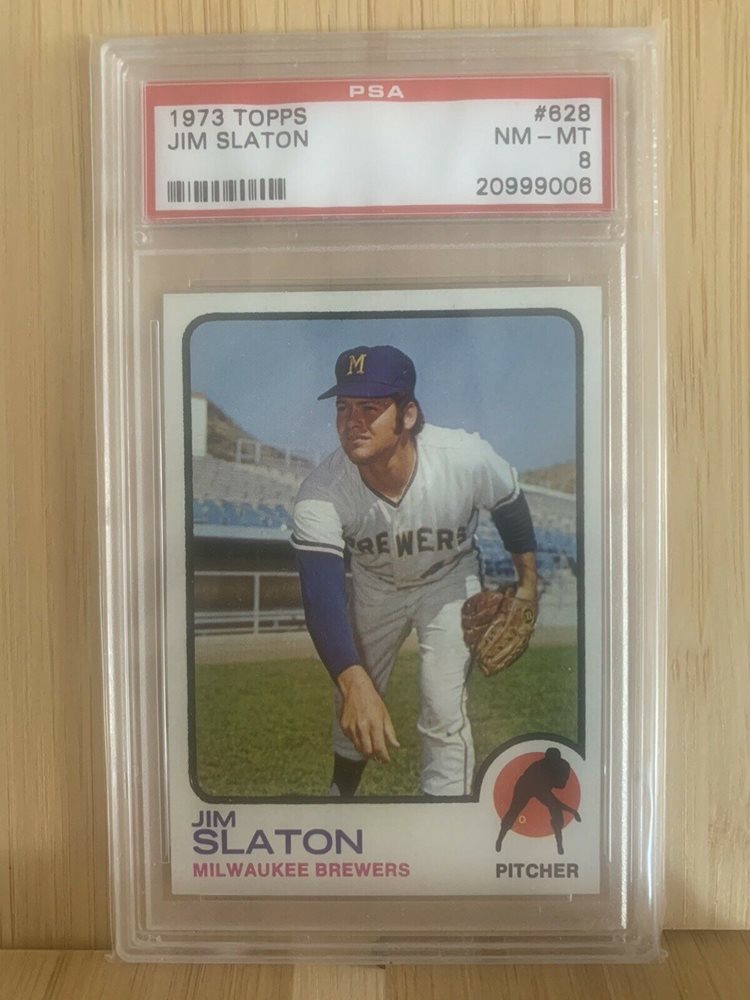 PSA
1973 TOPPS #628
JIM SLATON NM-MT
8
20999006
M
BREWERS
JIM
SLATON
MILWAUKEE BREWERS
PITCHER